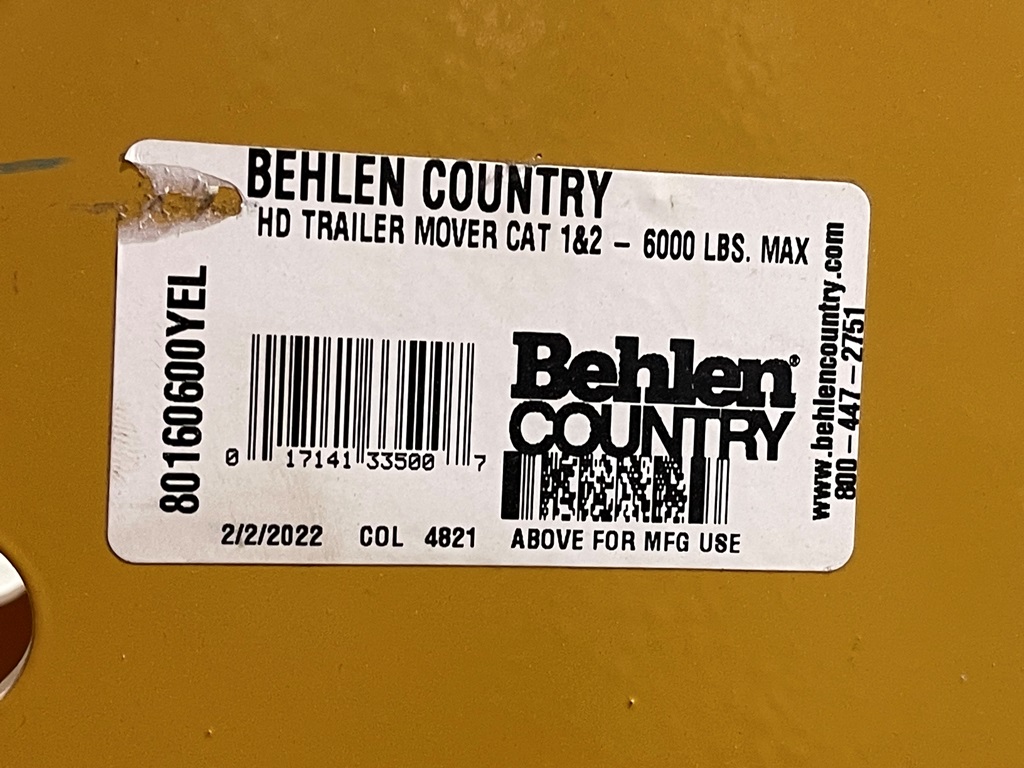 BEHLEN COUNTRY
HD TRAILER MOVER CAT 1&2 – 6000 LBS. MAX
80160600YEL
0 17141 33500 7
Behlen®
COUNTRY
www.behlencountry.com
800–447–2751
2/2/2022 COL 4821 ABOVE FOR MFG USE